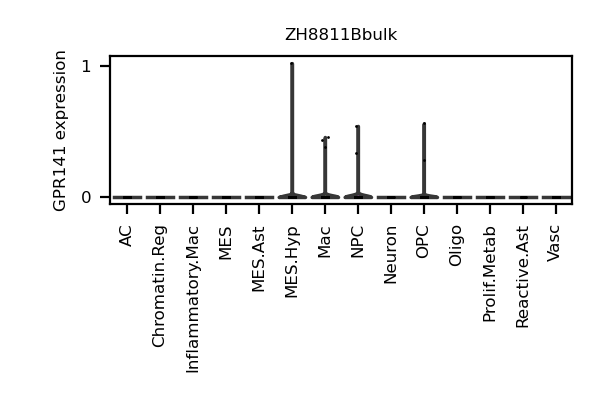 ZH8811Bbulk
GPR141 expression
1
0
AC
Chromatin.Reg
Inflammatory.Mac
MES
MES.Ast
MES.Hyp
Mac
NPC
Neuron
OPC
Oligo
Prolif.Metab
Reactive.Ast
Vasc